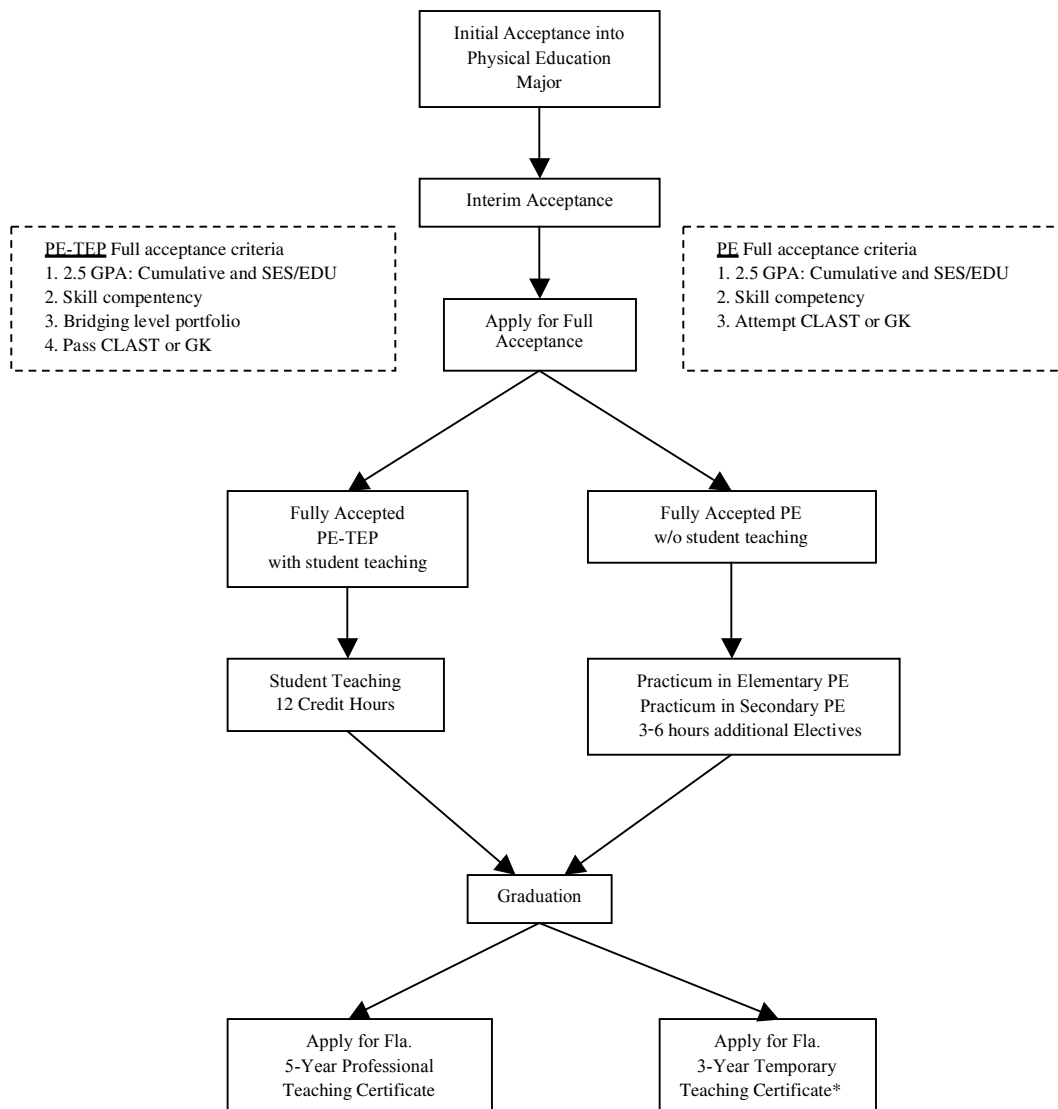 Initial Acceptance into
Physical Education
Major
Interim Acceptance
PE-TEP Full acceptance criteria
1. 2.5 GPA: Cumulative and SES/EDU
2. Skill compentency
3. Bridging level portfolio
4. Pass CLAST or GK
PE Full acceptance criteria
1. 2.5 GPA: Cumulative and SES/EDU
2. Skill competency
3. Attempt CLAST or GK
Apply for Full
Acceptance
Fully Accepted
PE-TEP
with student teaching
Fully Accepted PE
w/o student teaching
Student Teaching
12 Credit Hours
Practicum in Elementary PE
Practicum in Secondary PE
3-6 hours additional Electives
Graduation
Apply for Fla.
5-Year Professional
Teaching Certificate
Apply for Fla.
3-Year Temporary
Teaching Certificate*